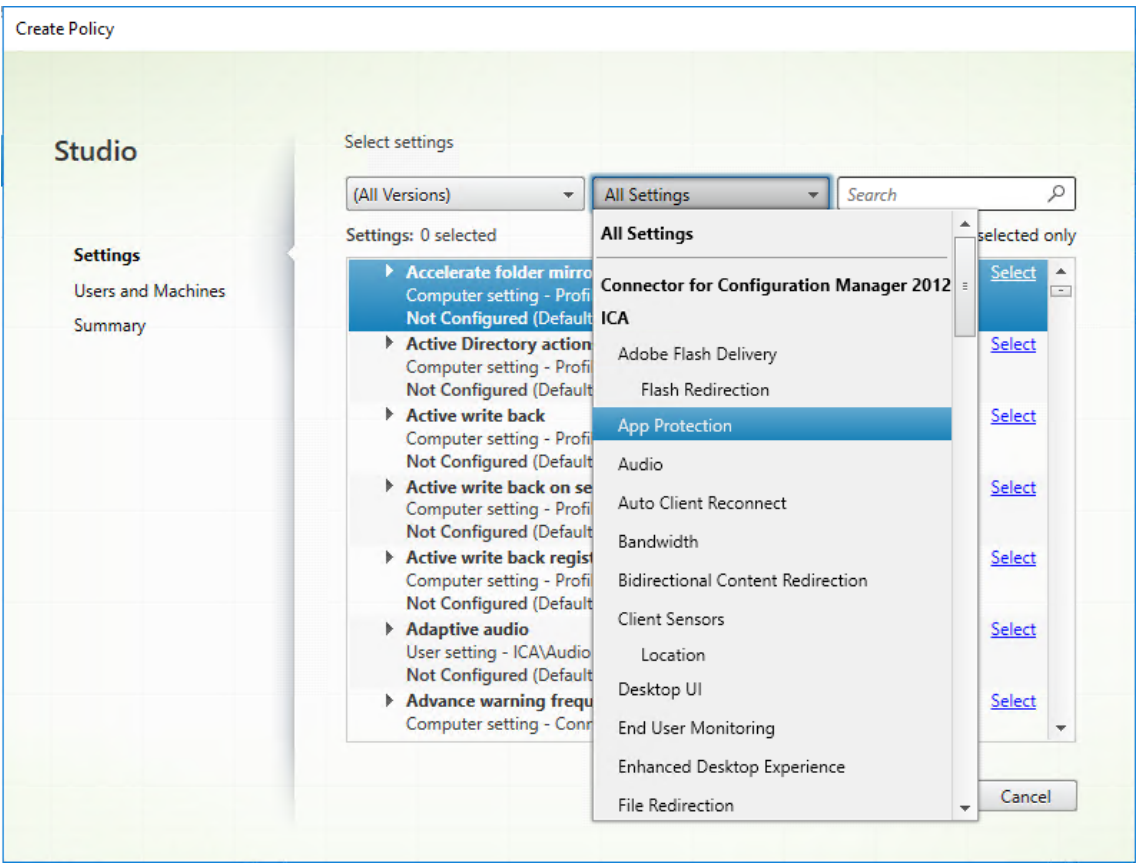 Create Policy
Studio
Settings
Users and Machines
Summary
Select settings
(All Versions)
All Settings
Search
Settings: 0 selected
selected only
Accelerate folder mirro
Computer setting - Profi
Not Configured (Default
Select
Active Directory action
Computer setting - Profi
Not Configured (Default
Select
Active write back
Computer setting - Profi
Not Configured (Default
Select
Active write back on se
Computer setting - Profi
Not Configured (Default
Select
Active write back regist
Computer setting - Profi
Not Configured (Default
Select
Adaptive audio
User setting - ICA\Audio
Not Configured (Default
Select
Advance warning frequ
Computer setting - Conn
Select
All Settings
Connector for Configuration Manager 2012
ICA
Adobe Flash Delivery
Flash Redirection
App Protection
Audio
Auto Client Reconnect
Bandwidth
Bidirectional Content Redirection
Client Sensors
Location
Desktop UI
End User Monitoring
Enhanced Desktop Experience
File Redirection
Cancel